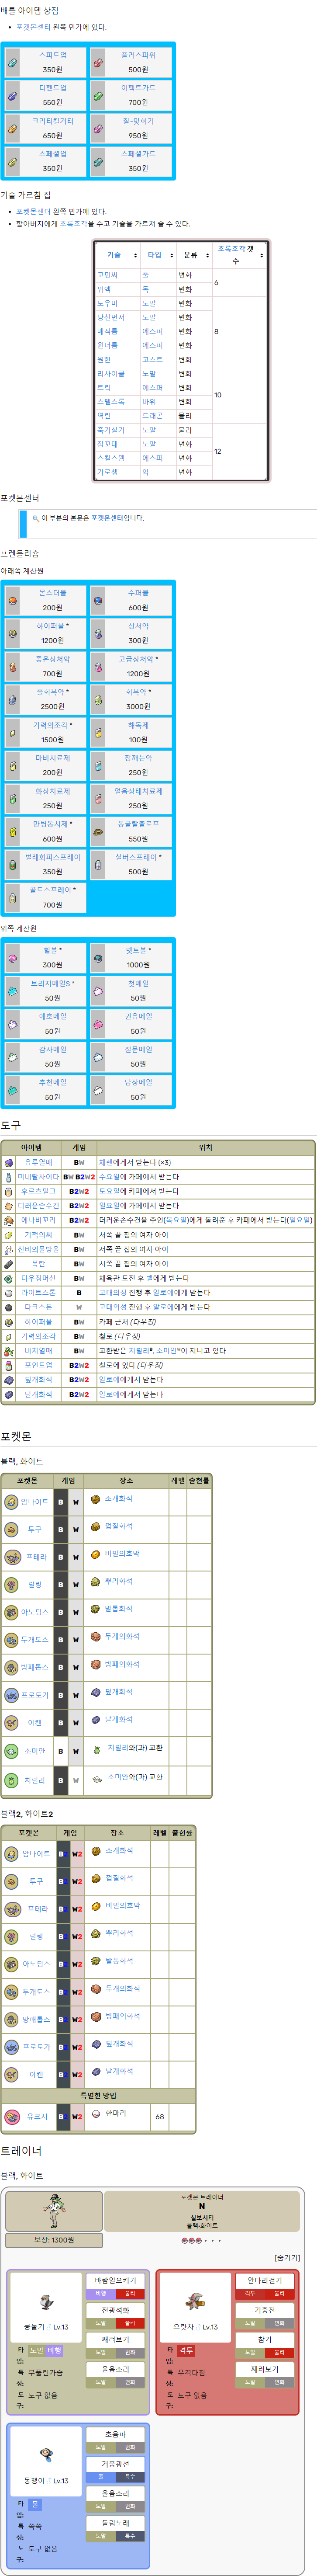 배틀 아이템 상점
포켓몬센터 왼쪽 민가에 있다.
스피드업 플러스파워
350원 500원
디펜드업 이펙트가드
550원 700원
크리티컬커터 잘-맞히기
650원 950원
스페셜업 스페셜가드
350원 350원
기술 가르침 집
포켓몬센터 왼쪽 민가에 있다.
할아버지에게 초록조각을 주고 기술을 가르쳐 줄 수 있다.
기술 타입 분류 초록조각 갯수
고민씨 풀 변화 6
위액 독 변화
도우미 노말 변화 8
당신먼저 노말 변화
매직룸 에스퍼 변화
원더룸 에스퍼 변화
원한 고스트 변화
리사이클 노말 변화 10
트릭 에스퍼 변화
스텔스록 바위 변화
역린 드래곤 물리
죽기살기 노말 물리 12
잠꼬대 노말 변화
스킬스웹 에스퍼 변화
가로챔 악 변화
포켓몬센터
이 부분의 본문은 포켓몬센터입니다.
프렌들리숍
아래쪽 계산원
몬스터볼 수퍼볼
200원 600원
하이퍼볼 * 상처약
1200원 300원
좋은상처약 고급상처약 *
700원 1200원
풀회복약 * 회복약 *
2500원 3000원
기력의조각 * 해독제
1500원 100원
마비치료제 잠깨는약
200원 250원
화상치료제 얼음상태치료제
250원 250원
만병통치제 * 동굴탈출로프
600원 550원
벌레회피스프레이 실버스프레이 *
350원 500원
골드스프레이 *
700원
위쪽 계산원
힐볼 * 넷트볼 *
300원 1000원
브리지메일S * 첫메일
50원 50원
애호메일 권유메일
50원 50원
감사메일 질문메일
50원 50원
추천메일 답장메일
50원 50원
도구
아이템 게임 위치
유루열매 BW 체렌에게서 받는다 (×3)
미네랄사이다 BW B2W2 수요일에 카페에서 받는다
후르츠밀크 B2W2 토요일에 카페에서 받는다
더러운손수건 B2W2 일요일에 카페에서 받는다
에나비꼬리 B2W2 더러운손수건을 주인(목요일)에게 돌려준 후 카페에서 받는다(일요일)
기적의씨 BW 서쪽 끝 집의 여자 아이
신비의물방울 BW 서쪽 끝 집의 여자 아이
목탄 BW 서쪽 끝 집의 여자 아이
다우징머신 BW 체육관 도전 후 벨에게 받는다
라이트스톤 B 고대의성 진행 후 알로에에게 받는다
다크스톤 W 고대의성 진행 후 알로에에게 받는다
하이퍼볼 BW 카페 근처 (다우징)
기력의조각 BW 철로 (다우징)
버치열매 BW 교환받은 치릴리B, 소미안W이 지니고 있다
포인트업 B2W2 철로에 있다 (다우징)
덮개화석 B2W2 알로에에게서 받는다
날개화석 B2W2 알로에에게서 받는다
포켓몬
블랙, 화이트
포켓몬 게임 장소 레벨 출현률
암나이트 B W 조개화석
투구 B W 껍질화석
프테라 B W 비밀의호박
릴링 B W 뿌리화석
아노딥스 B W 발톱화석
두개도스 B W 두개의화석
방패톱스 B W 방패의화석
프로토가 B W 덮개화석
아켄 B W 날개화석
소미안 B W 치릴리와(과) 교환
치릴리 B W 소미안와(과) 교환
블랙2, 화이트2
포켓몬 게임 장소 레벨 출현률
암나이트 B2 W2 조개화석
투구 B2 W2 껍질화석
프테라 B2 W2 비밀의호박
릴링 B2 W2 뿌리화석
아노딥스 B2 W2 발톱화석
두개도스 B2 W2 두개의화석
방패톱스 B2 W2 방패의화석
프로토가 B2 W2 덮개화석
아켄 B2 W2 날개화석
특별한 방법
유크시 B2 W2 한마리 68
트레이너
블랙, 화이트
포켓몬 트레이너
N
칠보시티
블랙·화이트
보상: 1300원
[숨기기]
콩둘기 ♂ Lv.13
타입: 노말 비행
특성: 부풀린가슴
도구: 도구 없음
바람일으키기
비행 물리
전광석화
노말 물리
째려보기
노말 변화
울음소리
노말 변화
으랏차 ♂ Lv.13
타입: 격투
특성: 우격다짐
도구: 도구 없음
안다리걸기
격투 물리
기충전
노말 변화
참기
노말 물리
째려보기
노말 변화
동챙이 ♂ Lv.13
타입: 물
특성: 쓱쓱
도구: 도구 없음
초음파
노말 변화
거품광선
물 특수
울음소리
노말 변화
돌림노래
노말 특수